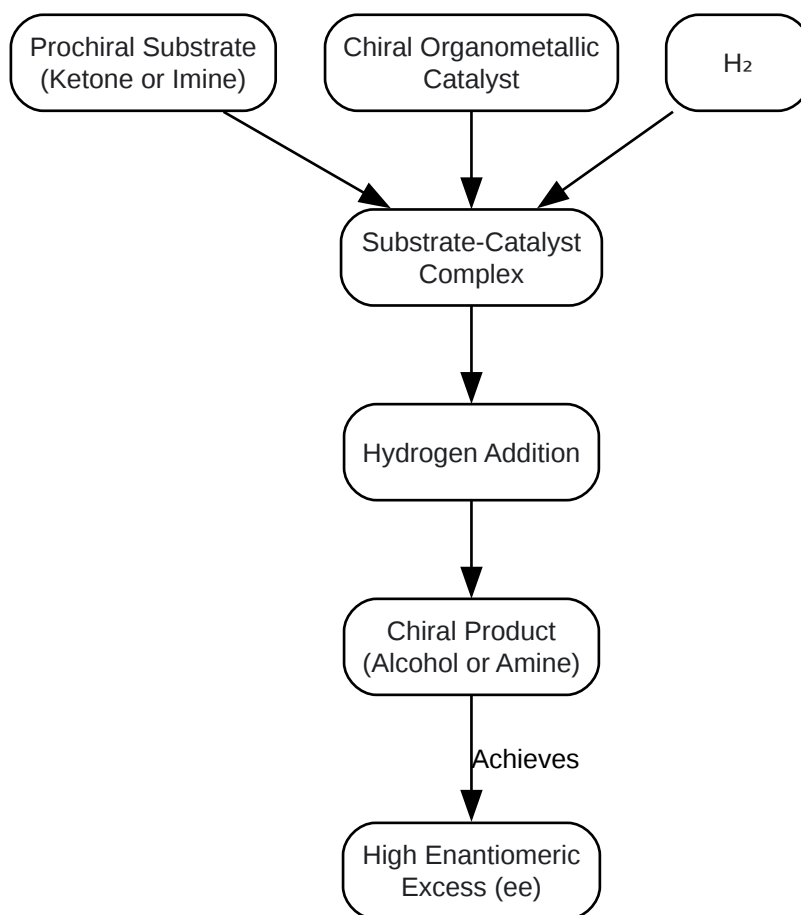 Prochiral Substrate
(Ketone or Imine)
Chiral Organometallic
Catalyst
H₂
Substrate-Catalyst
Complex
Hydrogen Addition
Chiral Product
(Alcohol or Amine)
Achieves
High Enantiomeric
Excess (ee)